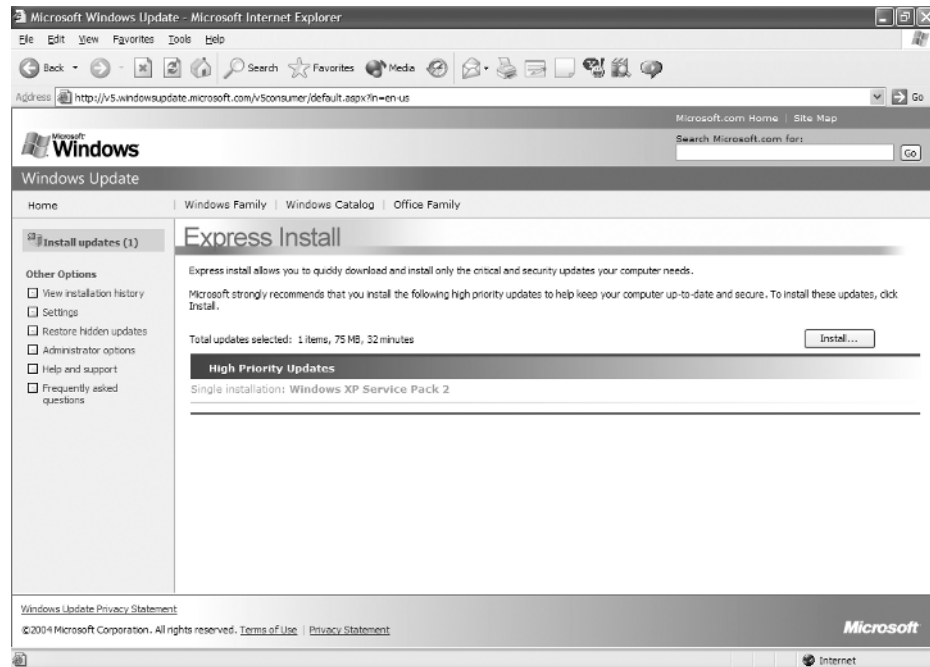 Microsoft Windows Update - Microsoft Internet Explorer
File Edit View Favorites Tools Help
Back Search Favorites Media
Address http://v5.windowsupdate.microsoft.com/v5consumer/default.aspx?ln=en-us Go
Microsoft.com Home | Site Map
Microsoft Windows
Search Microsoft.com for:
Go
Windows Update
Home | Windows Family | Windows Catalog | Office Family
Install updates (1)
Other Options
View installation history
Settings
Restore hidden updates
Administrator options
Help and support
Frequently asked
questions
Express Install
Express install allows you to quickly download and install only the critical and security updates your computer needs.
Microsoft strongly recommends that you install the following high priority updates to help keep your computer up-to-date and secure. To install these updates, click
Install.
Total updates selected: 1 items, 75 MB, 32 minutes
Install...
High Priority Updates
Single installation: Windows XP Service Pack 2
Windows Update Privacy Statement
©2004 Microsoft Corporation. All rights reserved. Terms of Use | Privacy Statement
Microsoft
Internet